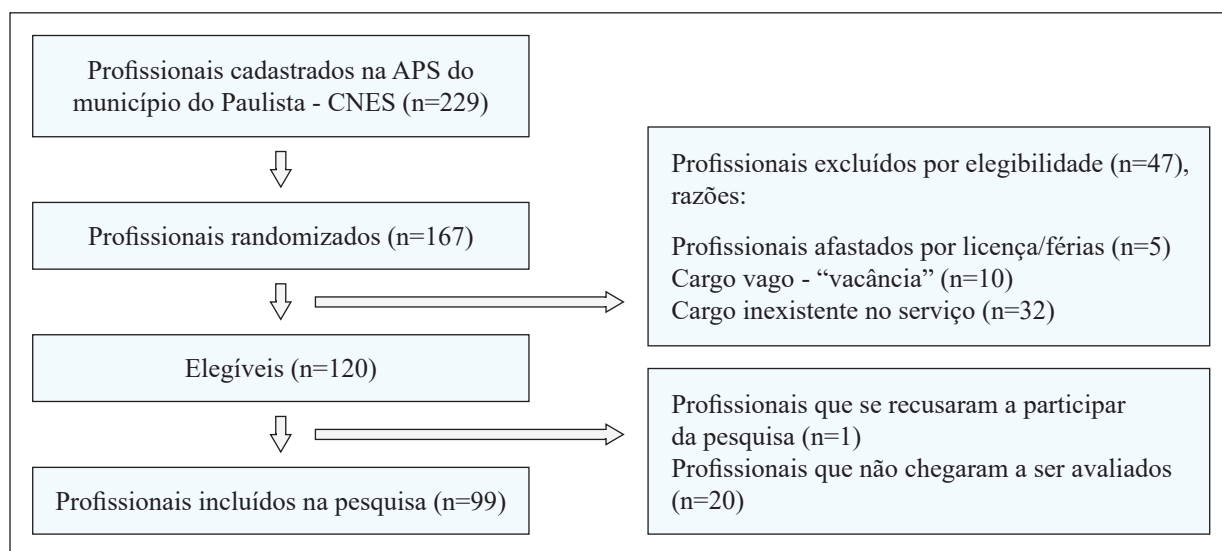 Profissionais cadastrados na APS do
município do Paulista - CNES (n=229)
Profissionais randomizados (n=167)
Profissionais excluídos por elegibilidade (n=47),
razões:
Profissionais afastados por licença/férias (n=5)
Cargo vago - “vacância” (n=10)
Cargo inexistente no serviço (n=32)
Elegíveis (n=120)
Profissionais que se recusaram a participar
da pesquisa (n=1)
Profissionais que não chegaram a ser avaliados
(n=20)
Profissionais incluídos na pesquisa (n=99)